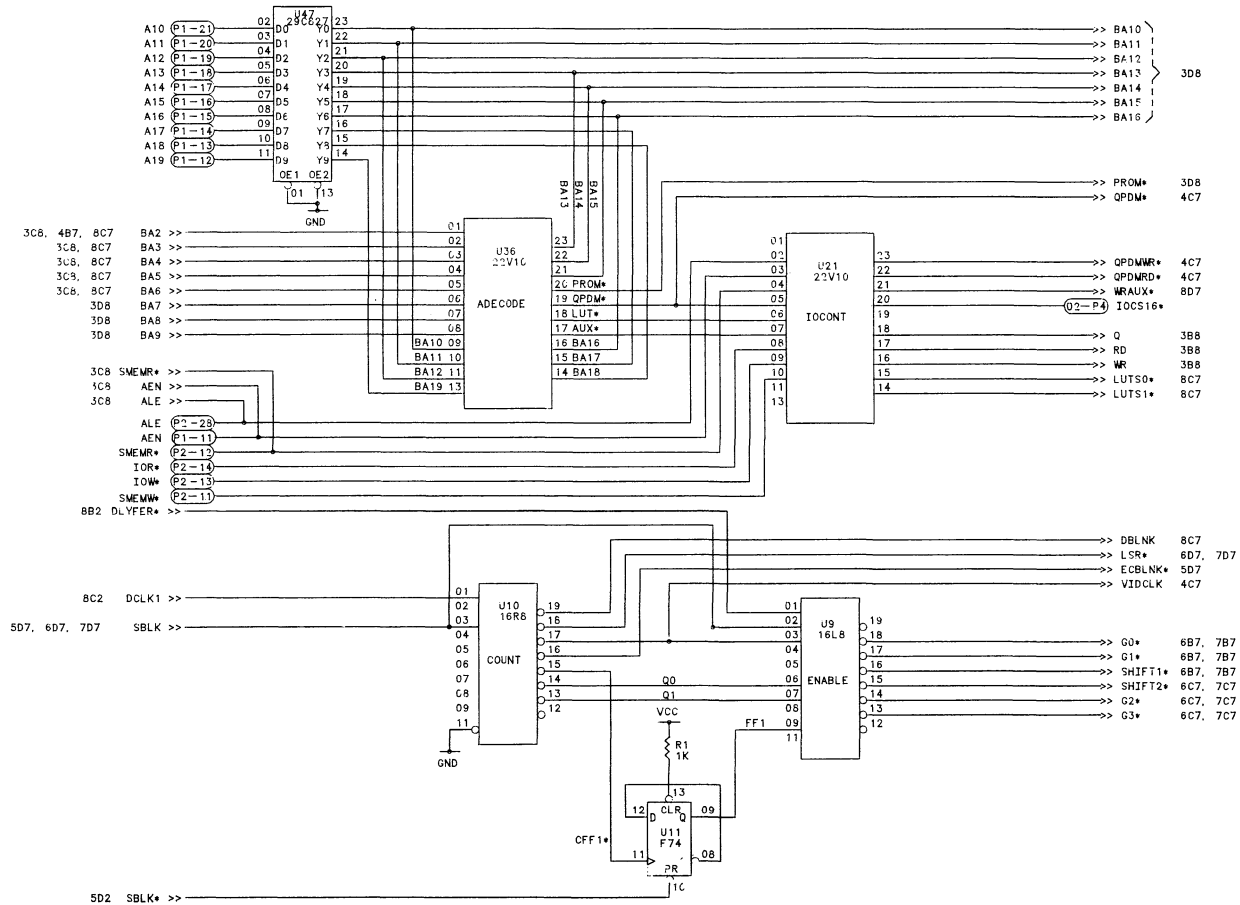 U47
29C827
A10 P1-21 02 D0 Y0 23 >> BA10
A11 P1-20 03 D1 Y1 22 >> BA11
A12 P1-19 04 D2 Y2 21 >> BA12
A13 P1-18 05 D3 Y3 20 >> BA13 3D8
A14 P1-17 06 D4 Y4 19 >> BA14
A15 P1-16 07 D5 Y5 18 >> BA15
A16 P1-15 08 D6 Y6 17 >> BA16
A17 P1-14 09 D7 Y7 16
A18 P1-13 10 D8 Y8 15
A19 P1-12 11 D9 Y9 14
OE1 OE2
01 13
GND
BA13 BA14 BA15
>> PROM* 3D8
>> QPDM* 4C7
3C8, 4B7, 8C7 BA2 >> 01
3C8, 8C7 BA3 >> 02
3C8, 8C7 BA4 >> 03
3C8, 8C7 BA5 >> 04
3C8, 8C7 BA6 >> 05
3D8 BA7 >> 06
3D8 BA8 >> 07
3D8 BA9 >> 08
BA10 09
BA11 10
BA12 11
BA19 13
U36
22V10
ADECODE
23
22
21
20 PROM*
19 QPDM*
18 LUT*
17 AUX*
16 BA16
15 BA17
14 BA18
01
02
03
04
05
06
07
08
09
10
11
13
U21
22V10
IOCONT
23 >> QPDMWR* 4C7
22 >> QPDMRD* 4C7
21 >> WRAUX* 8D7
20 02-P4 IOCS16*
19
18 >> Q 3B8
17 >> RD 3B8
16 >> WR 3B8
15 >> LUTS0* 8C7
14 >> LUTS1* 8C7
3C8 SMEMR* >>
3C8 AEN >>
3C8 ALE >>
ALE P2-28
AEN P1-11
SMEMR* P2-12
IOR* P2-14
IOW* P2-13
SMEMW* P2-11
8B2 DLYFER* >>
>> DBLNK 8C7
>> LSR* 6D7, 7D7
>> ECBLNK* 5D7
>> VIDCLK 4C7
8C2 DCLK1 >> 01
02
5D7, 6D7, 7D7 SBLK >> 03
04
05
06
07
08
09
11
GND
U10
16R8
COUNT
19
18
17
16
15
14 Q0
13 Q1
12
01
02
03
04
05
06
07
08
FF1 09
11
U9
16L8
ENABLE
19
18 >> G0* 6B7, 7B7
17 >> G1* 6B7, 7B7
16 >> SHIFT1* 6B7, 7B7
15 >> SHIFT2* 6C7, 7C7
14 >> G2* 6C7, 7C7
13 >> G3* 6C7, 7C7
12
VCC
R1
1K
13
12 D CLR Q 09
U11
F74
CFF1* 11 08
PR
10
5D2 SBLK* >>